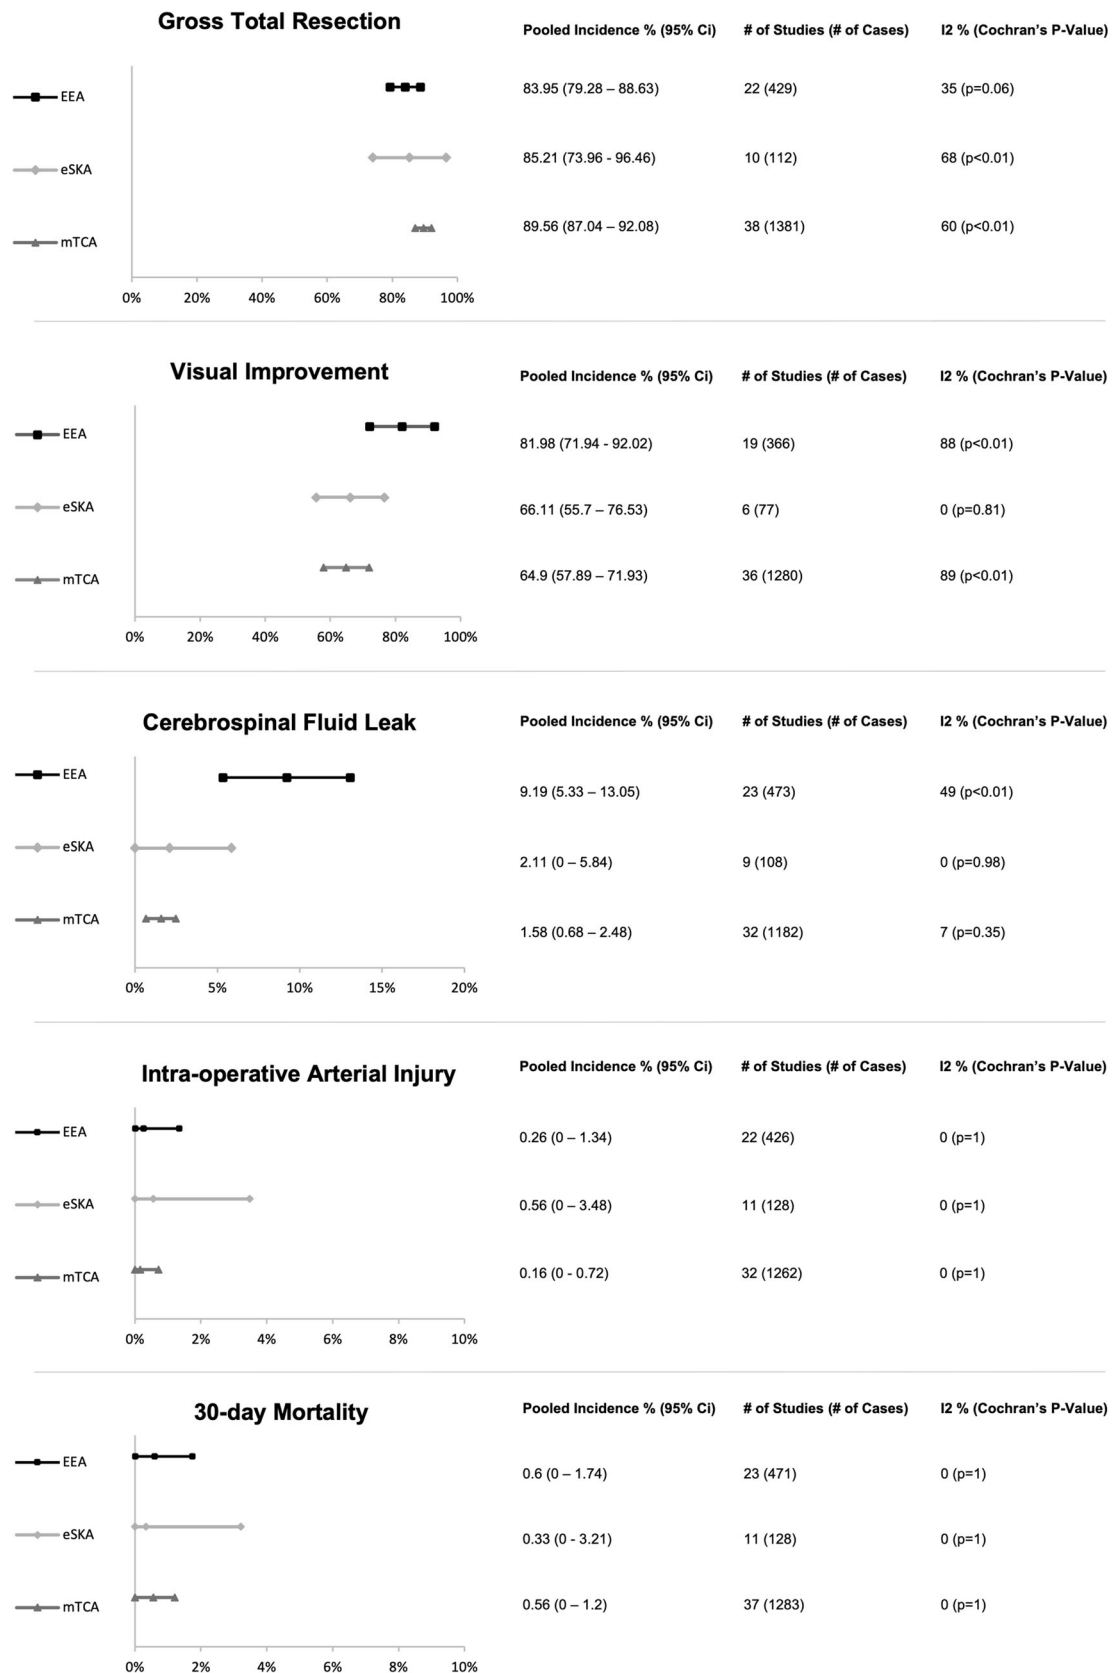 Gross Total Resection
Pooled Incidence % (95% Ci) # of Studies (# of Cases) I2 % (Cochran's P-Value)
EEA 83.95 (79.28 – 88.63) 22 (429) 35 (p=0.06)
eSKA 85.21 (73.96 - 96.46) 10 (112) 68 (p<0.01)
mTCA 89.56 (87.04 – 92.08) 38 (1381) 60 (p<0.01)
0% 20% 40% 60% 80% 100%
Visual Improvement
Pooled Incidence % (95% Ci) # of Studies (# of Cases) I2 % (Cochran's P-Value)
EEA 81.98 (71.94 - 92.02) 19 (366) 88 (p<0.01)
eSKA 66.11 (55.7 – 76.53) 6 (77) 0 (p=0.81)
mTCA 64.9 (57.89 – 71.93) 36 (1280) 89 (p<0.01)
0% 20% 40% 60% 80% 100%
Cerebrospinal Fluid Leak
Pooled Incidence % (95% Ci) # of Studies (# of Cases) I2 % (Cochran's P-Value)
EEA 9.19 (5.33 – 13.05) 23 (473) 49 (p<0.01)
eSKA 2.11 (0 – 5.84) 9 (108) 0 (p=0.98)
mTCA 1.58 (0.68 – 2.48) 32 (1182) 7 (p=0.35)
0% 5% 10% 15% 20%
Intra-operative Arterial Injury
Pooled Incidence % (95% Ci) # of Studies (# of Cases) I2 % (Cochran's P-Value)
EEA 0.26 (0 – 1.34) 22 (426) 0 (p=1)
eSKA 0.56 (0 – 3.48) 11 (128) 0 (p=1)
mTCA 0.16 (0 - 0.72) 32 (1262) 0 (p=1)
0% 2% 4% 6% 8% 10%
30-day Mortality
Pooled Incidence % (95% Ci) # of Studies (# of Cases) I2 % (Cochran's P-Value)
EEA 0.6 (0 – 1.74) 23 (471) 0 (p=1)
eSKA 0.33 (0 - 3.21) 11 (128) 0 (p=1)
mTCA 0.56 (0 – 1.2) 37 (1283) 0 (p=1)
0% 2% 4% 6% 8% 10%